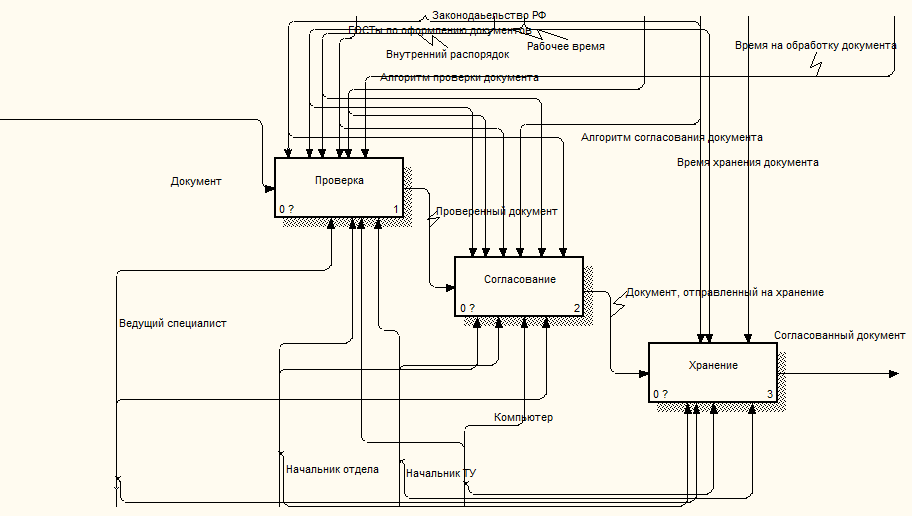 Законодаьельство РФ
ГОСТы по оформлению документов
Рабочее время
Время на обработку документа
Внутренний распорядок
Алгоритм проверки документа
Алгоритм согласования документа
Время хранения документа
Документ
Проверка
0 ?
1
Проверенный документ
Согласование
0 ?
2
Документ, отправленный на хранение
Ведущий специалист
Согласованный документ
Хранение
0 ?
3
Компьютер
Начальник отдела
Начальник ТУ